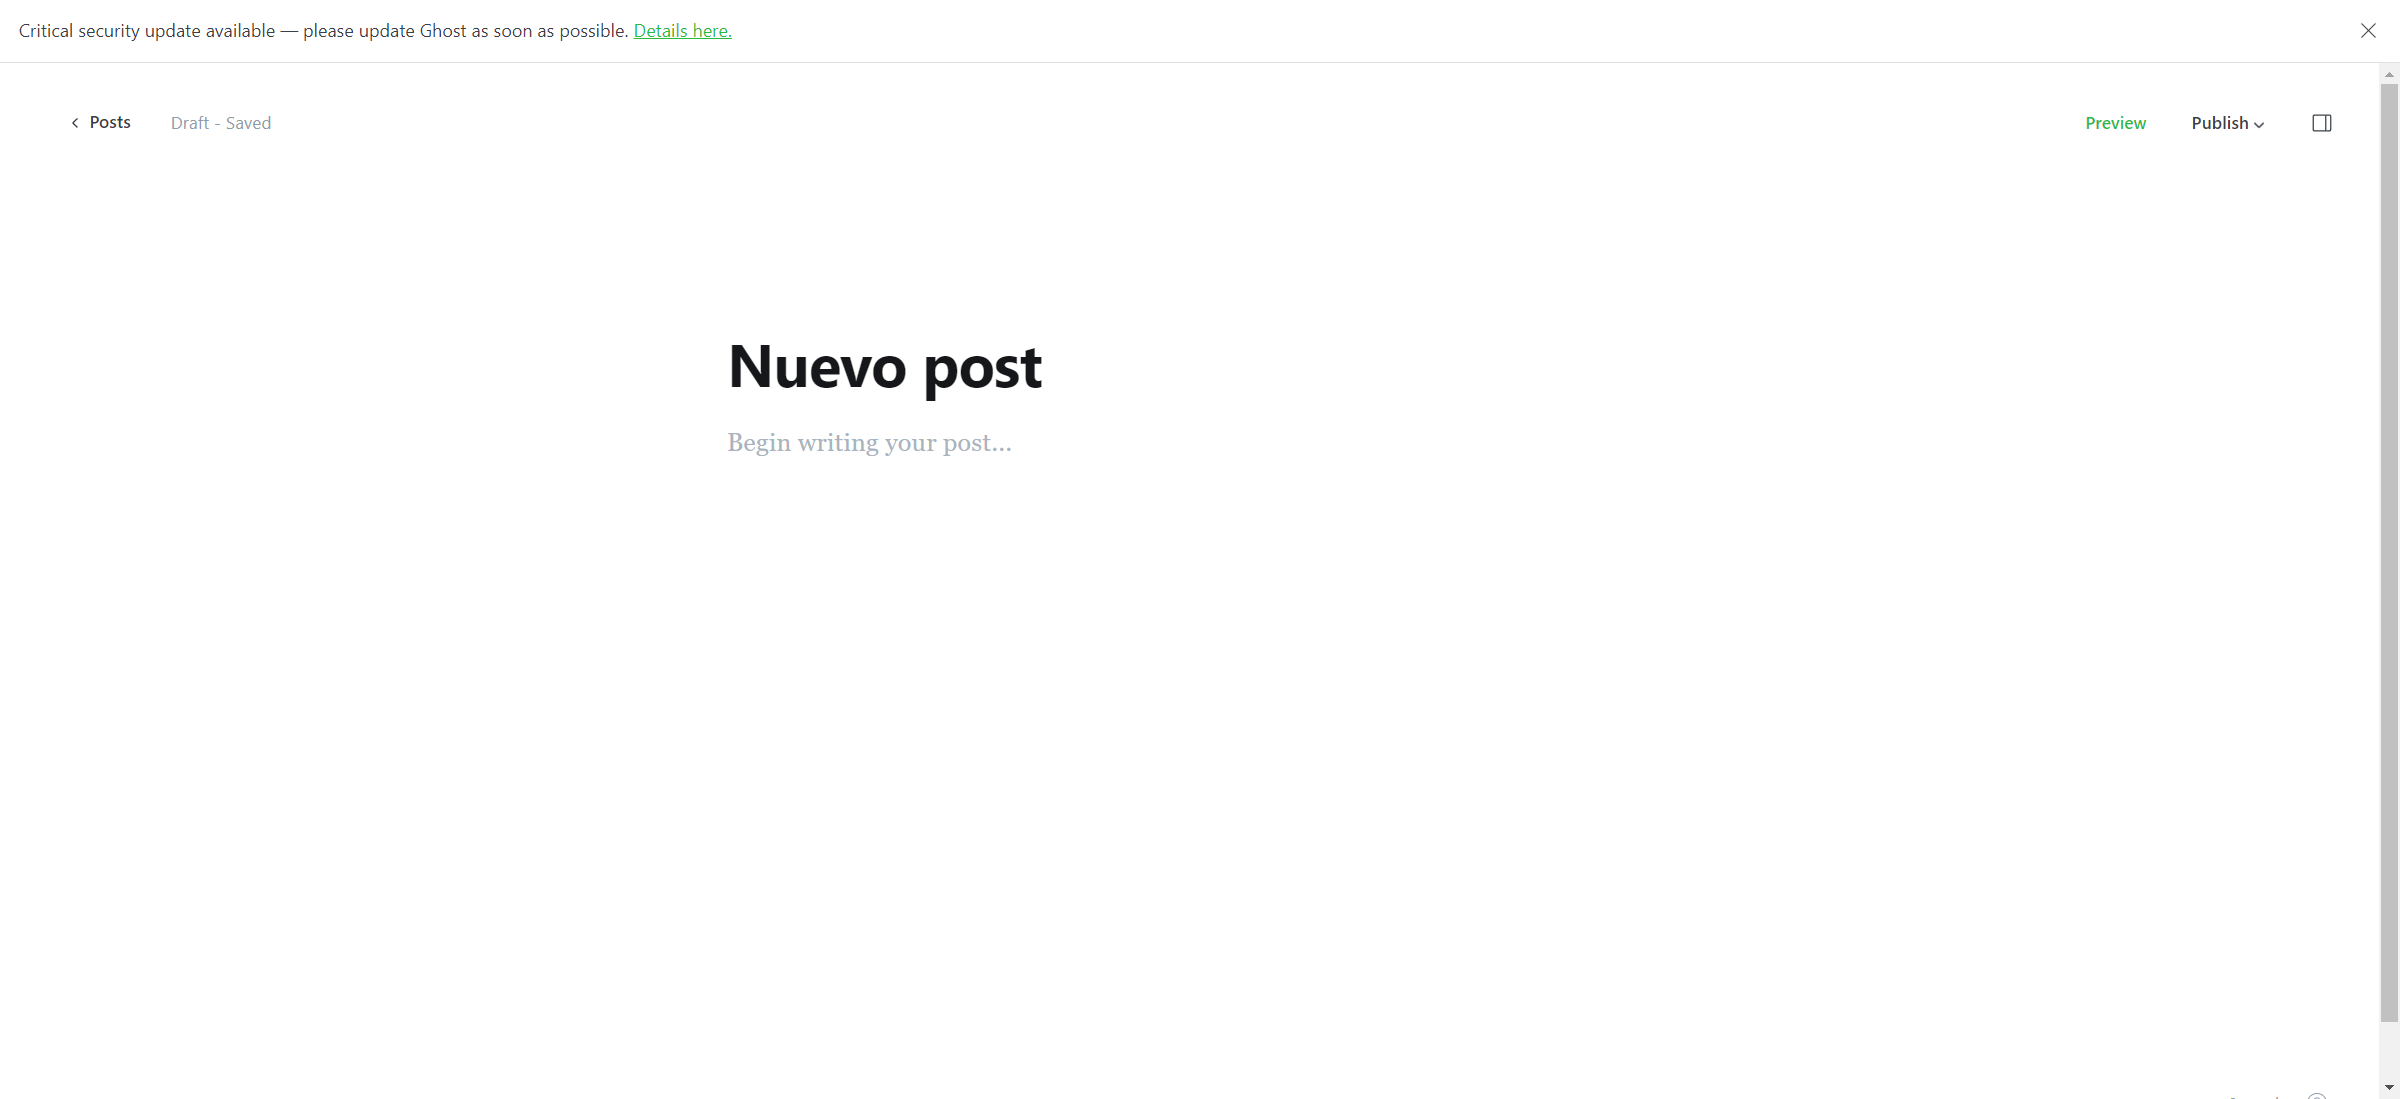 Critical security update available — please update Ghost as soon as possible. Details here.
Posts Draft - Saved Preview Publish
Nuevo post
Begin writing your post...